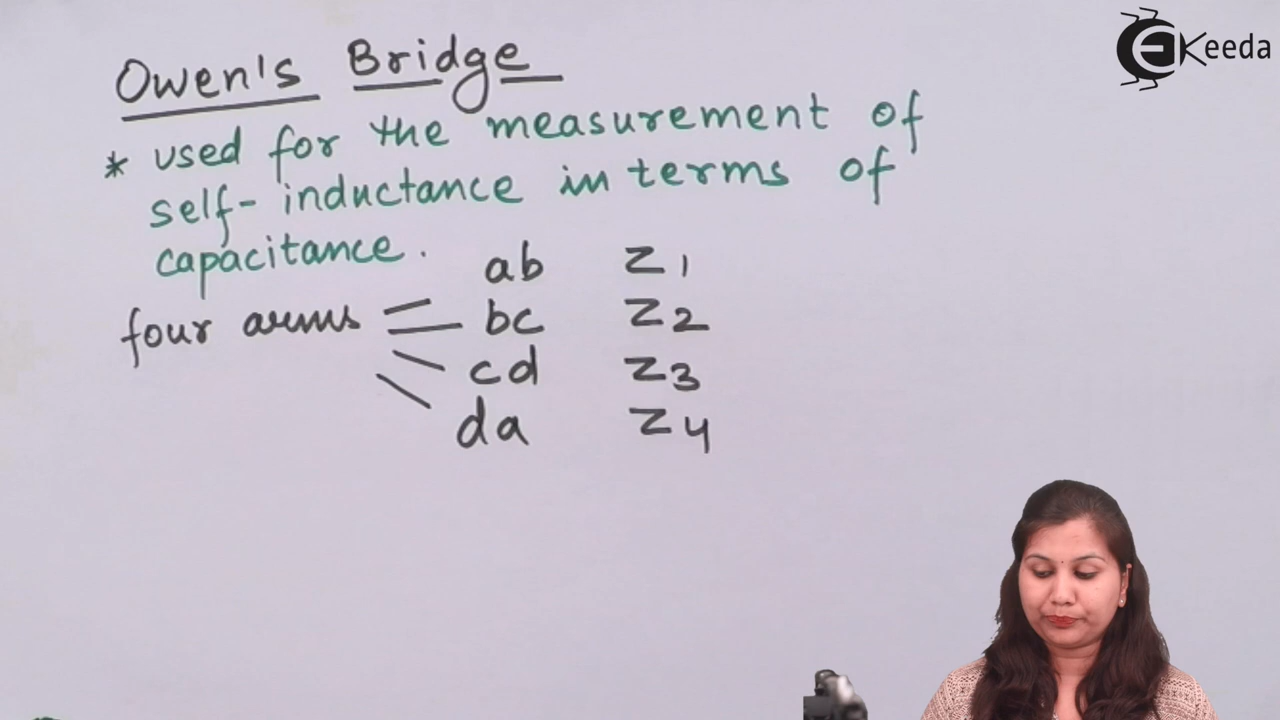 Owen's Bridge
Keeda
* used for the measurement of
self-inductance in terms of
capacitance.
ab Z1
four arms bc Z2
cd Z3
da Z4